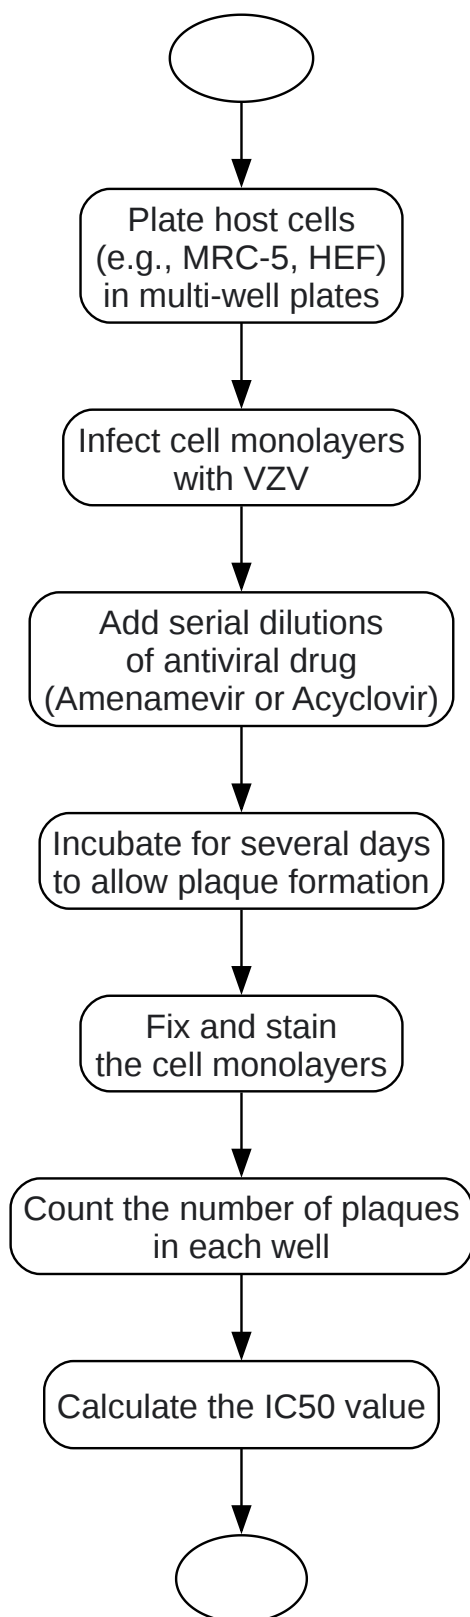 Plate host cells
(e.g., MRC-5, HEF)
in multi-well plates
Infect cell monolayers
with VZV
Add serial dilutions
of antiviral drug
(Amenamevir or Acyclovir)
Incubate for several days
to allow plaque formation
Fix and stain
the cell monolayers
Count the number of plaques
in each well
Calculate the IC50 value